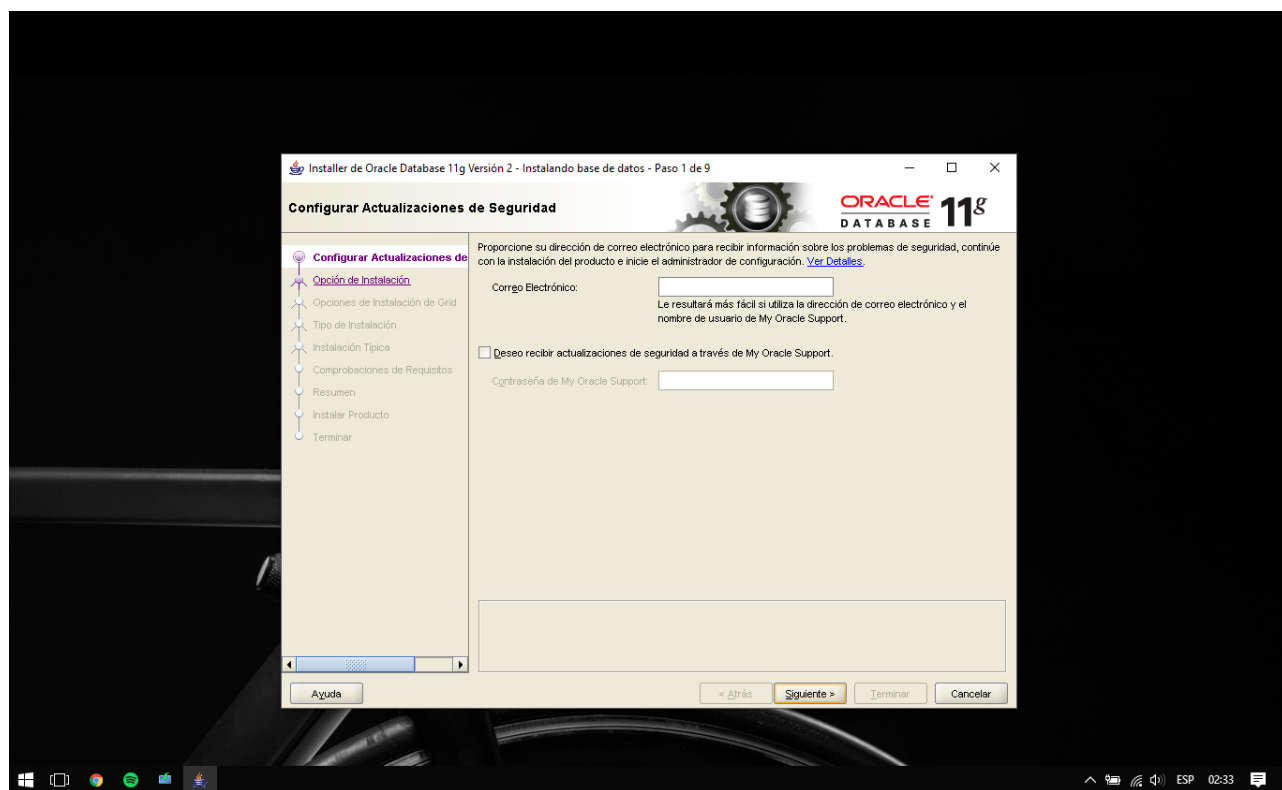 Installer de Oracle Database 11g Versión 2 - Instalando base de datos - Paso 1 de 9
Configurar Actualizaciones de Seguridad
ORACLE
DATABASE
11g
Configurar Actualizaciones de
Opción de Instalación
Opciones de Instalación de Grid
Tipo de Instalación
Instalación Típica
Comprobaciones de Requisitos
Resumen
Instalar Producto
Terminar
Proporcione su dirección de correo electrónico para recibir información sobre los problemas de seguridad, continúe
con la instalación del producto e inicie el administrador de configuración. Ver Detalles.
Correo Electrónico:
Le resultará más fácil si utiliza la dirección de correo electrónico y el
nombre de usuario de My Oracle Support.
Deseo recibir actualizaciones de seguridad a través de My Oracle Support.
Contraseña de My Oracle Support:
Ayuda
< Atrás
Siguiente >
Terminar
Cancelar
ESP
02:33